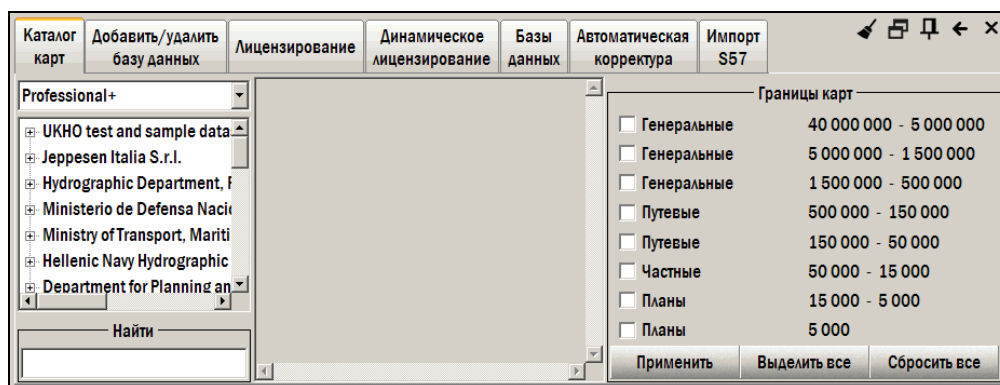 Каталог карт
Добавить/удалить базу данных
Лицензирование
Динамическое лицензирование
Базы данных
Автоматическая корректура
Импорт S57
Professional+
UKHO test and sample data
Jeppesen Italia S.r.l.
Hydrographic Department,
Ministerio de Defensa
Ministry of Transport,
Hellenic Navy Hydrographic
Department for Planning
Найти
Границы карт
Генеральные 40 000 000 - 5 000 000
Генеральные 5 000 000 - 1 500 000
Генеральные 1 500 000 - 500 000
Путевые 500 000 - 150 000
Путевые 150 000 - 50 000
Частные 50 000 - 15 000
Планы 15 000 - 5 000
Планы 5 000
Применить
Выделить все
Сбросить все